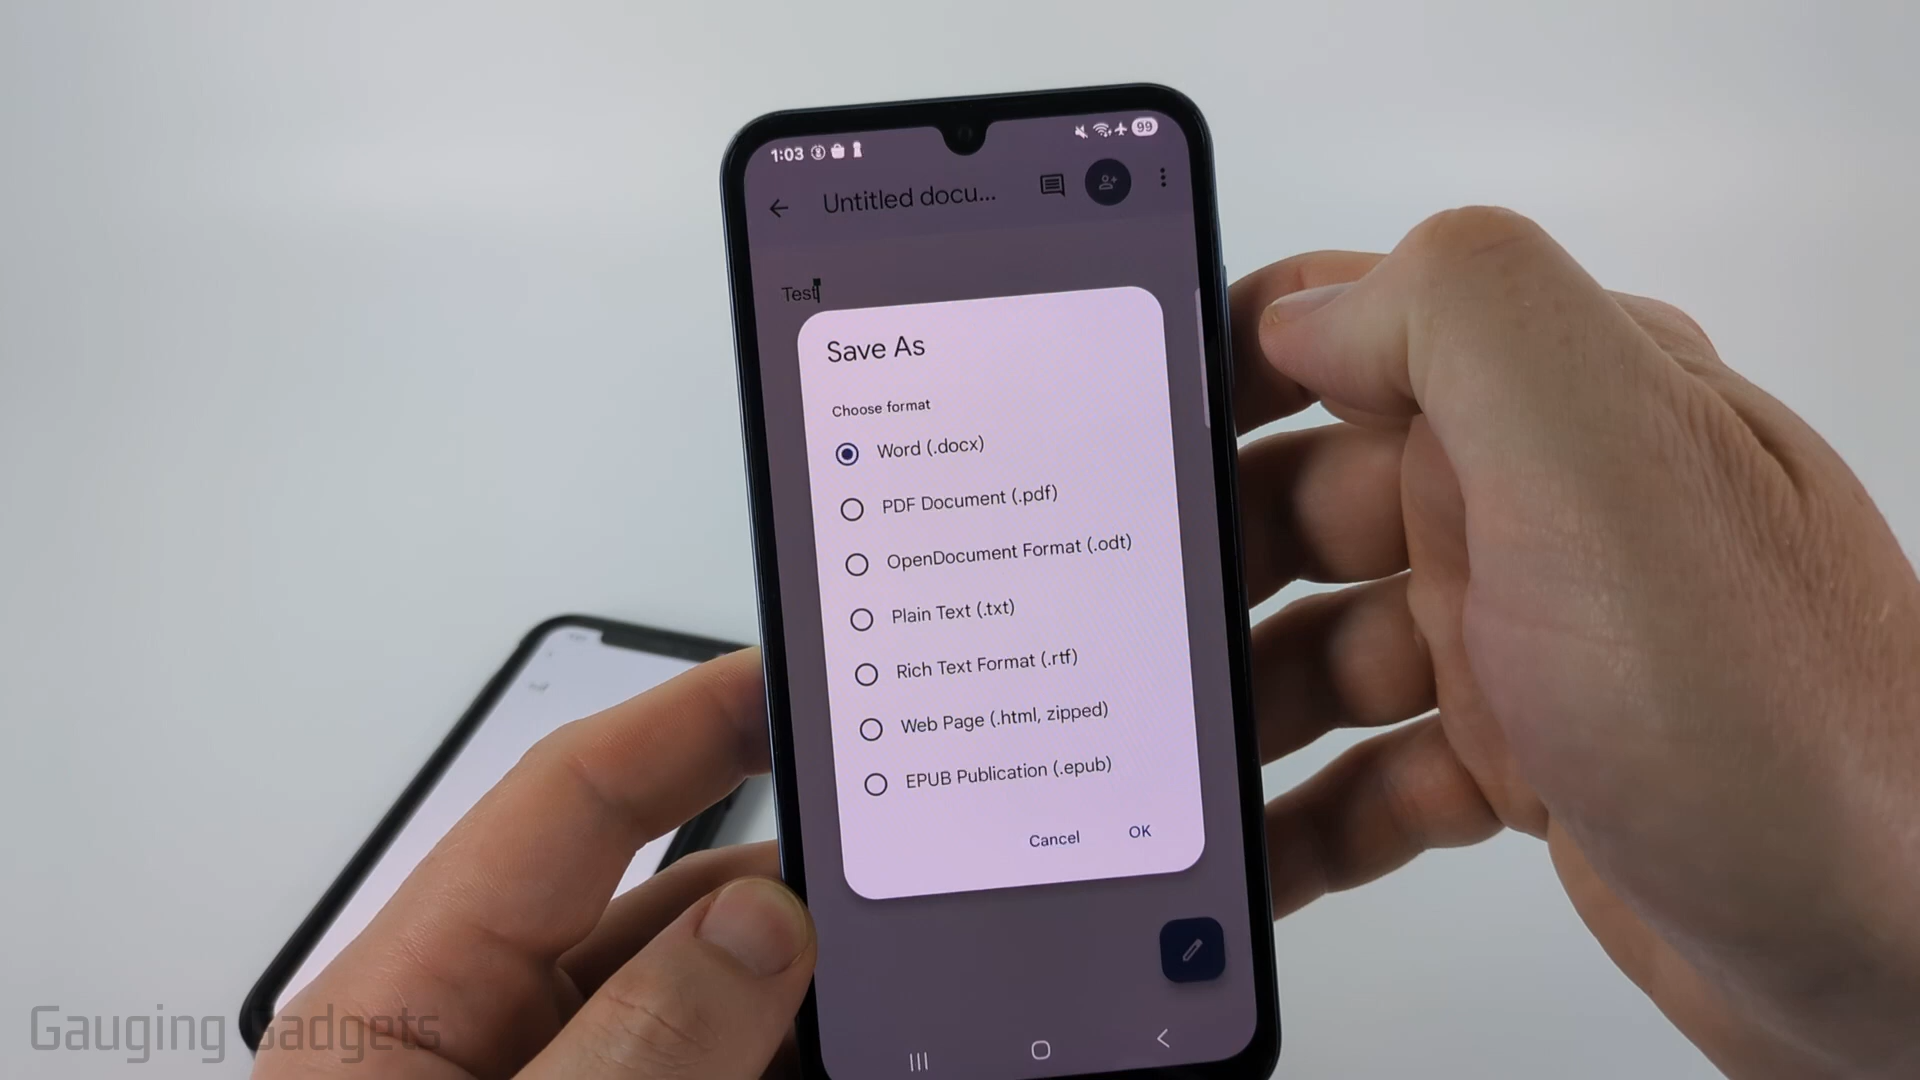 1:03
99
Untitled docu...
Test
Save As
Choose format
Word (.docx)
PDF Document (.pdf)
OpenDocument Format (.odt)
Plain Text (.txt)
Rich Text Format (.rtf)
Web Page (.html, zipped)
EPUB Publication (.epub)
Cancel OK
Gauging Gadgets